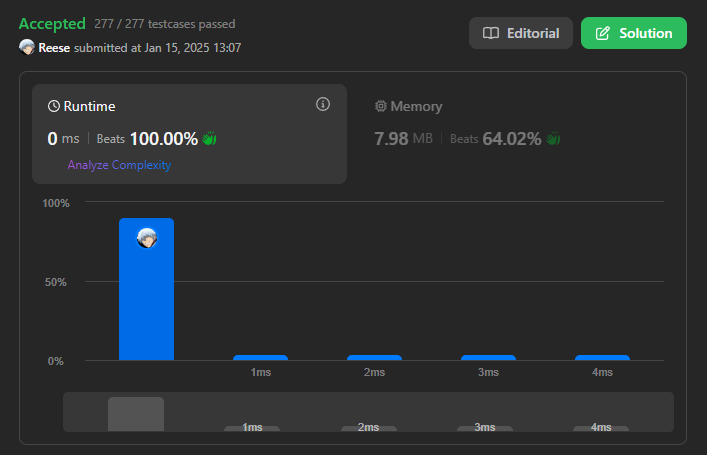 Accepted 277 / 277 testcases passed
Editorial
Solution
Reese submitted at Jan 15, 2025 13:07
Runtime
0 ms | Beats 100.00%
Analyze Complexity
Memory
7.98 MB | Beats 64.02%
100%
50%
0%
1ms 2ms 3ms 4ms
1ms 2ms 3ms 4ms